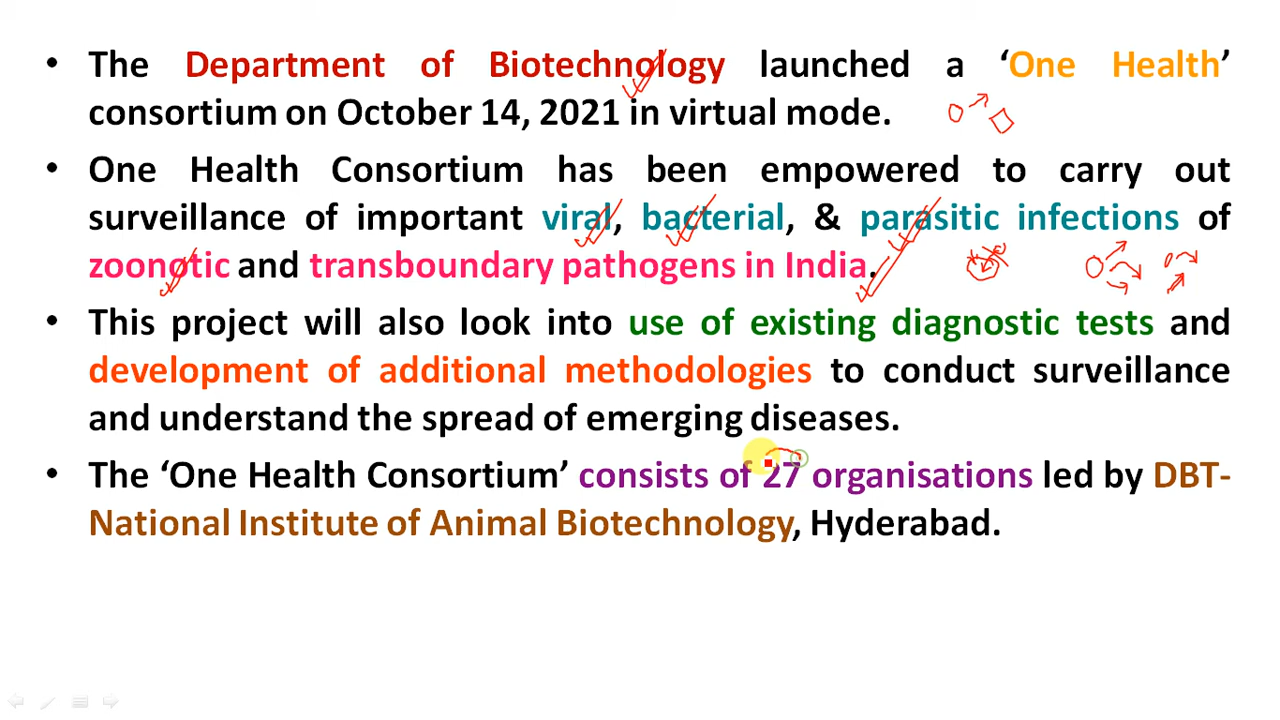 • The Department of Biotechnology launched a ‘One Health’
consortium on October 14, 2021 in virtual mode.
• One Health Consortium has been empowered to carry out
surveillance of important viral, bacterial, & parasitic infections of
zoonotic and transboundary pathogens in India.
• This project will also look into use of existing diagnostic tests and
development of additional methodologies to conduct surveillance
and understand the spread of emerging diseases.
• The ‘One Health Consortium’ consists of 27 organisations led by DBT-
National Institute of Animal Biotechnology, Hyderabad.